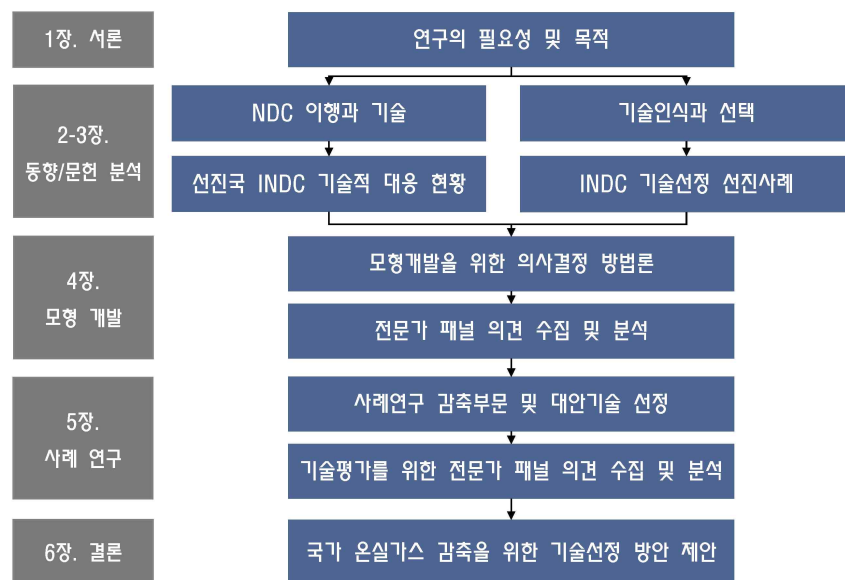 1장. 서론
연구의 필요성 및 목적
2-3장.
동향/문헌 분석
NDC 이행과 기술
기술인식과 선택
선진국 INDC 기술적 대응 현황
INDC 기술선정 선진사례
4장.
모형 개발
모형개발을 위한 의사결정 방법론
전문가 패널 의견 수집 및 분석
5장.
사례 연구
사례연구 감축부문 및 대안기술 선정
기술평가를 위한 전문가 패널 의견 수집 및 분석
6장. 결론
국가 온실가스 감축을 위한 기술선정 방안 제안